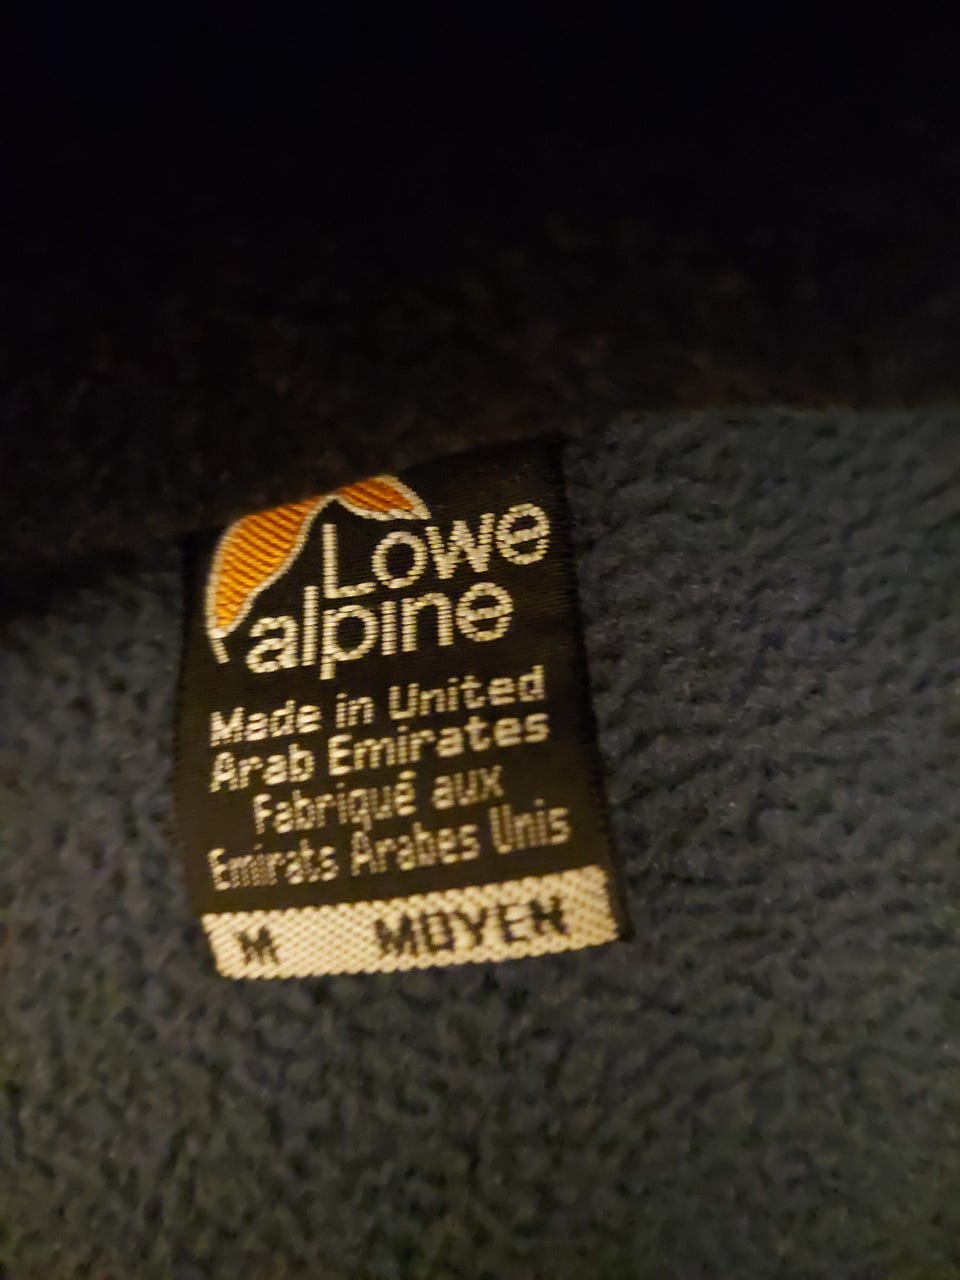 Lowe
alpine
Made in United
Arab Emirates
Fabriqué aux
Emirats Arabes Unis
M MOYEN